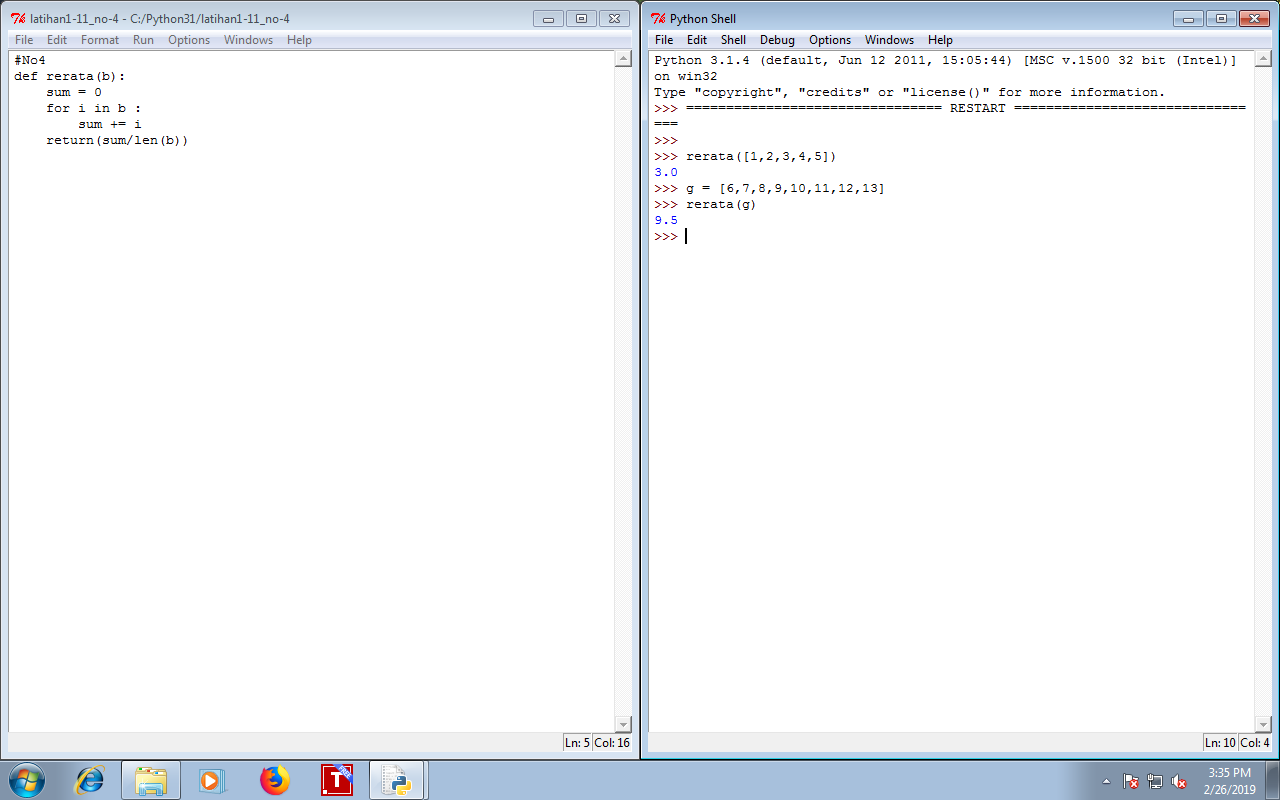 latihan1-11_no-4 - C:/Python31/latihan1-11_no-4
File Edit Format Run Options Windows Help
#No4
def rerata(b):
    sum = 0
    for i in b :
        sum += i
    return(sum/len(b))
Ln: 5 Col: 16
Python Shell
File Edit Shell Debug Options Windows Help
Python 3.1.4 (default, Jun 12 2011, 15:05:44) [MSC v.1500 32 bit (Intel)]
on win32
Type "copyright", "credits" or "license()" for more information.
>>> ================================ RESTART =============================
===
>>>
>>> rerata([1,2,3,4,5])
3.0
>>> g = [6,7,8,9,10,11,12,13]
>>> rerata(g)
9.5
>>>
Ln: 10 Col: 4
T
3:35 PM
2/26/2019